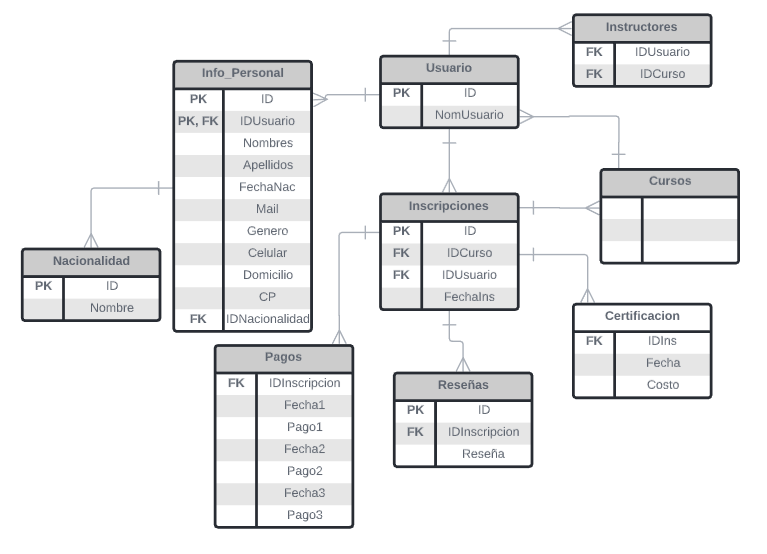 Instructores
FK IDUsuario
FK IDCurso
Usuario
PK ID
NomUsuario
Info_Personal
PK ID
PK, FK IDUsuario
Nombres
Apellidos
FechaNac
Mail
Genero
Celular
Domicilio
CP
FK IDNacionalidad
Cursos
Inscripciones
PK ID
FK IDCurso
FK IDUsuario
FechaIns
Nacionalidad
PK ID
Nombre
Certificacion
FK IDIns
Fecha
Costo
Pagos
FK IDInscripcion
Fecha1
Pago1
Fecha2
Pago2
Fecha3
Pago3
Reseñas
PK ID
FK IDInscripcion
Reseña